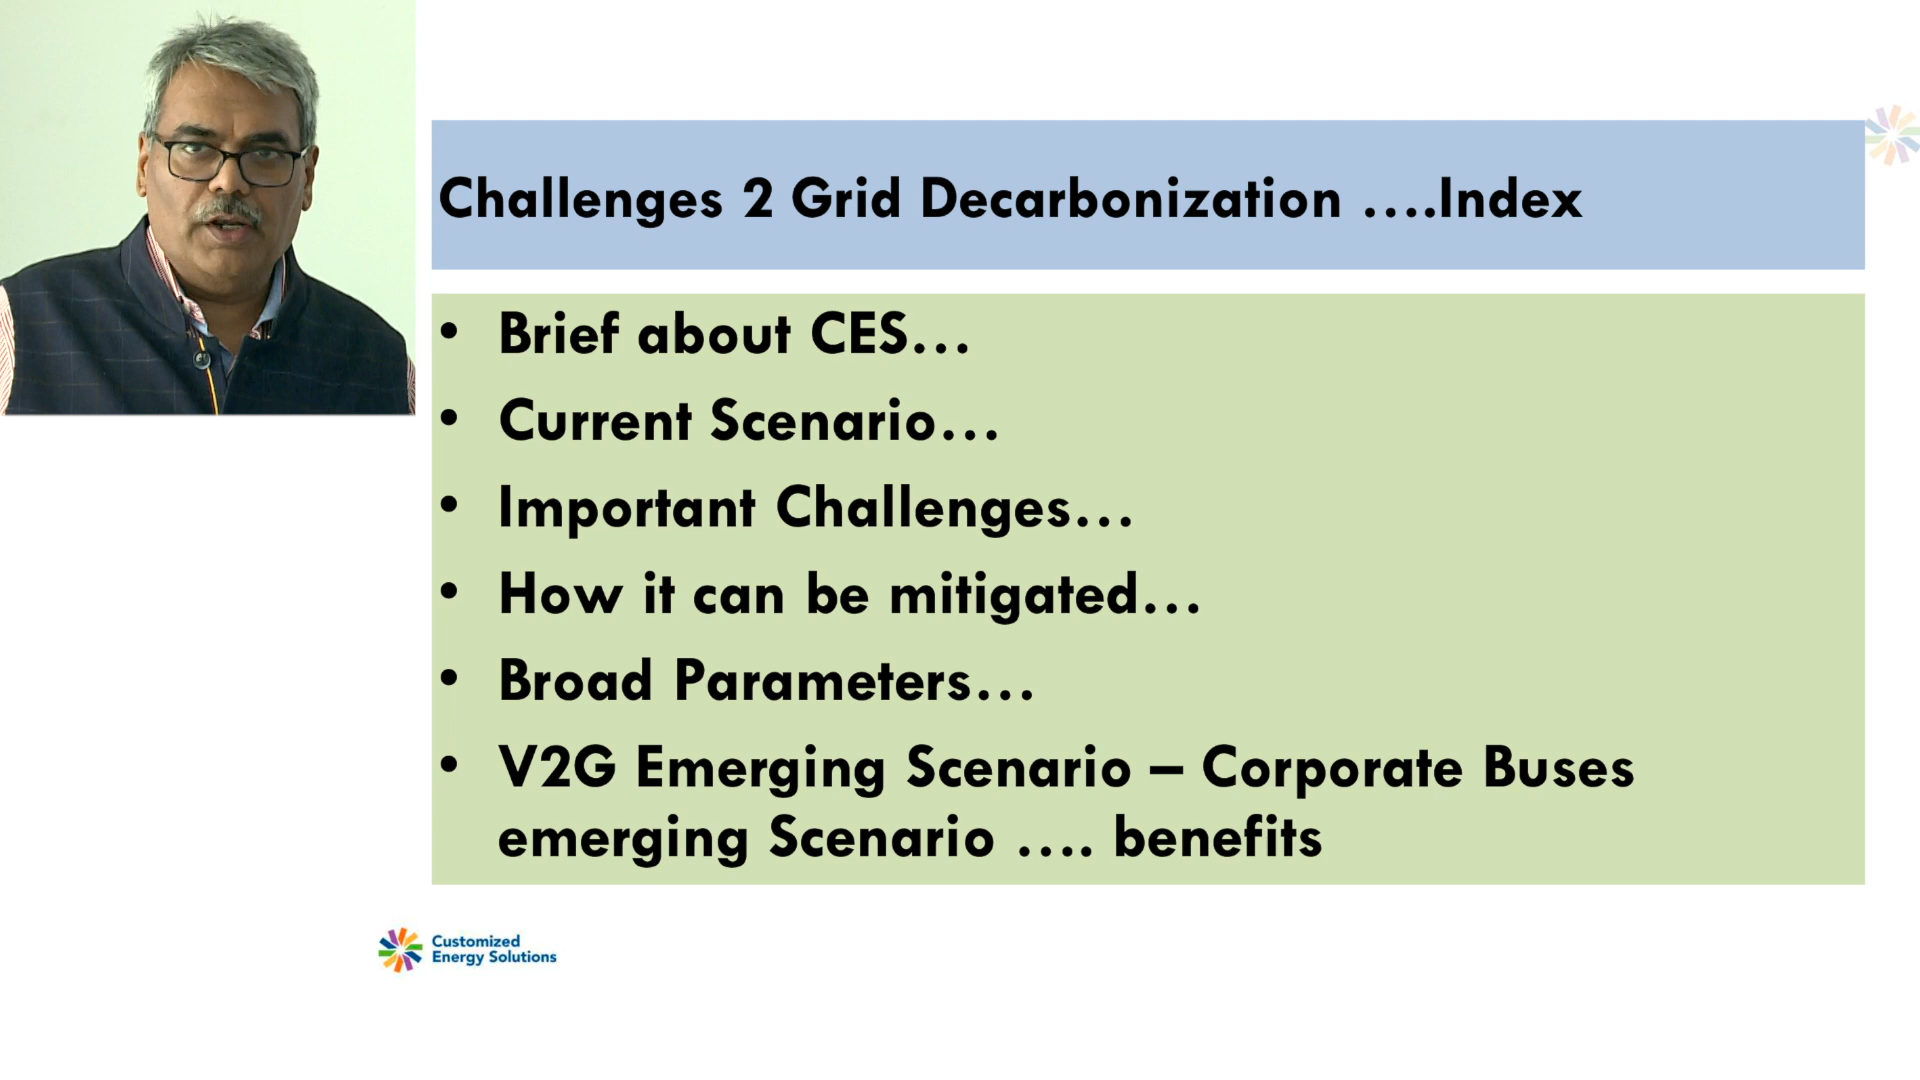 Challenges 2 Grid Decarbonization ….Index
• Brief about CES…
• Current Scenario…
• Important Challenges…
• How it can be mitigated…
• Broad Parameters…
• V2G Emerging Scenario – Corporate Buses
emerging Scenario …. benefits
Customized
Energy Solutions